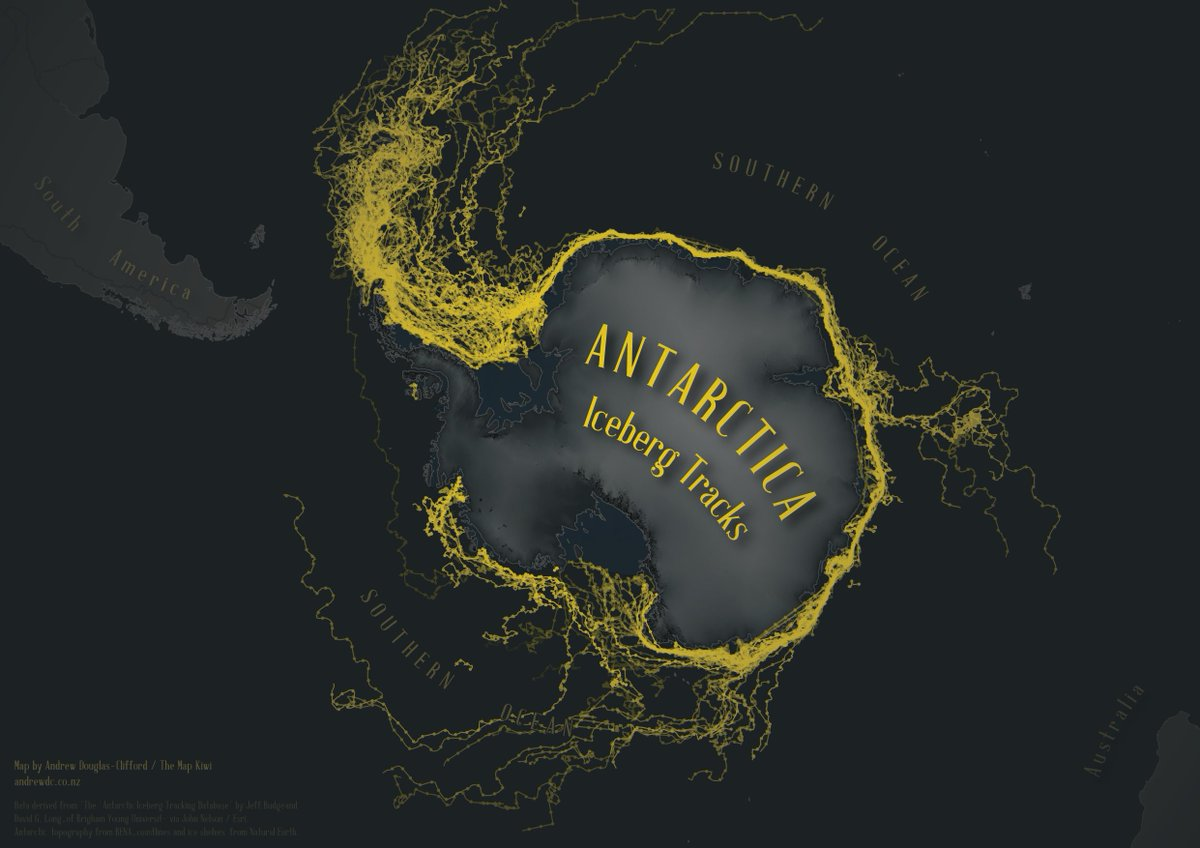 SOUTHERN
OCEAN
South
America
ANTARCTICA
Iceberg Tracks
SOUTHERN
OCEAN
Australia
Map by Andrew Douglas-Clifford / The Map Kiwi
andrewdc.co.nz
Data derived from "The Antarctic Iceberg Tracking Database" by Jeff Budge and
David G. Long, of Brigham Young University via John Nelson / Esri.
Antarctic topography from REMA, coastlines and ice shelves from Natural Earth.